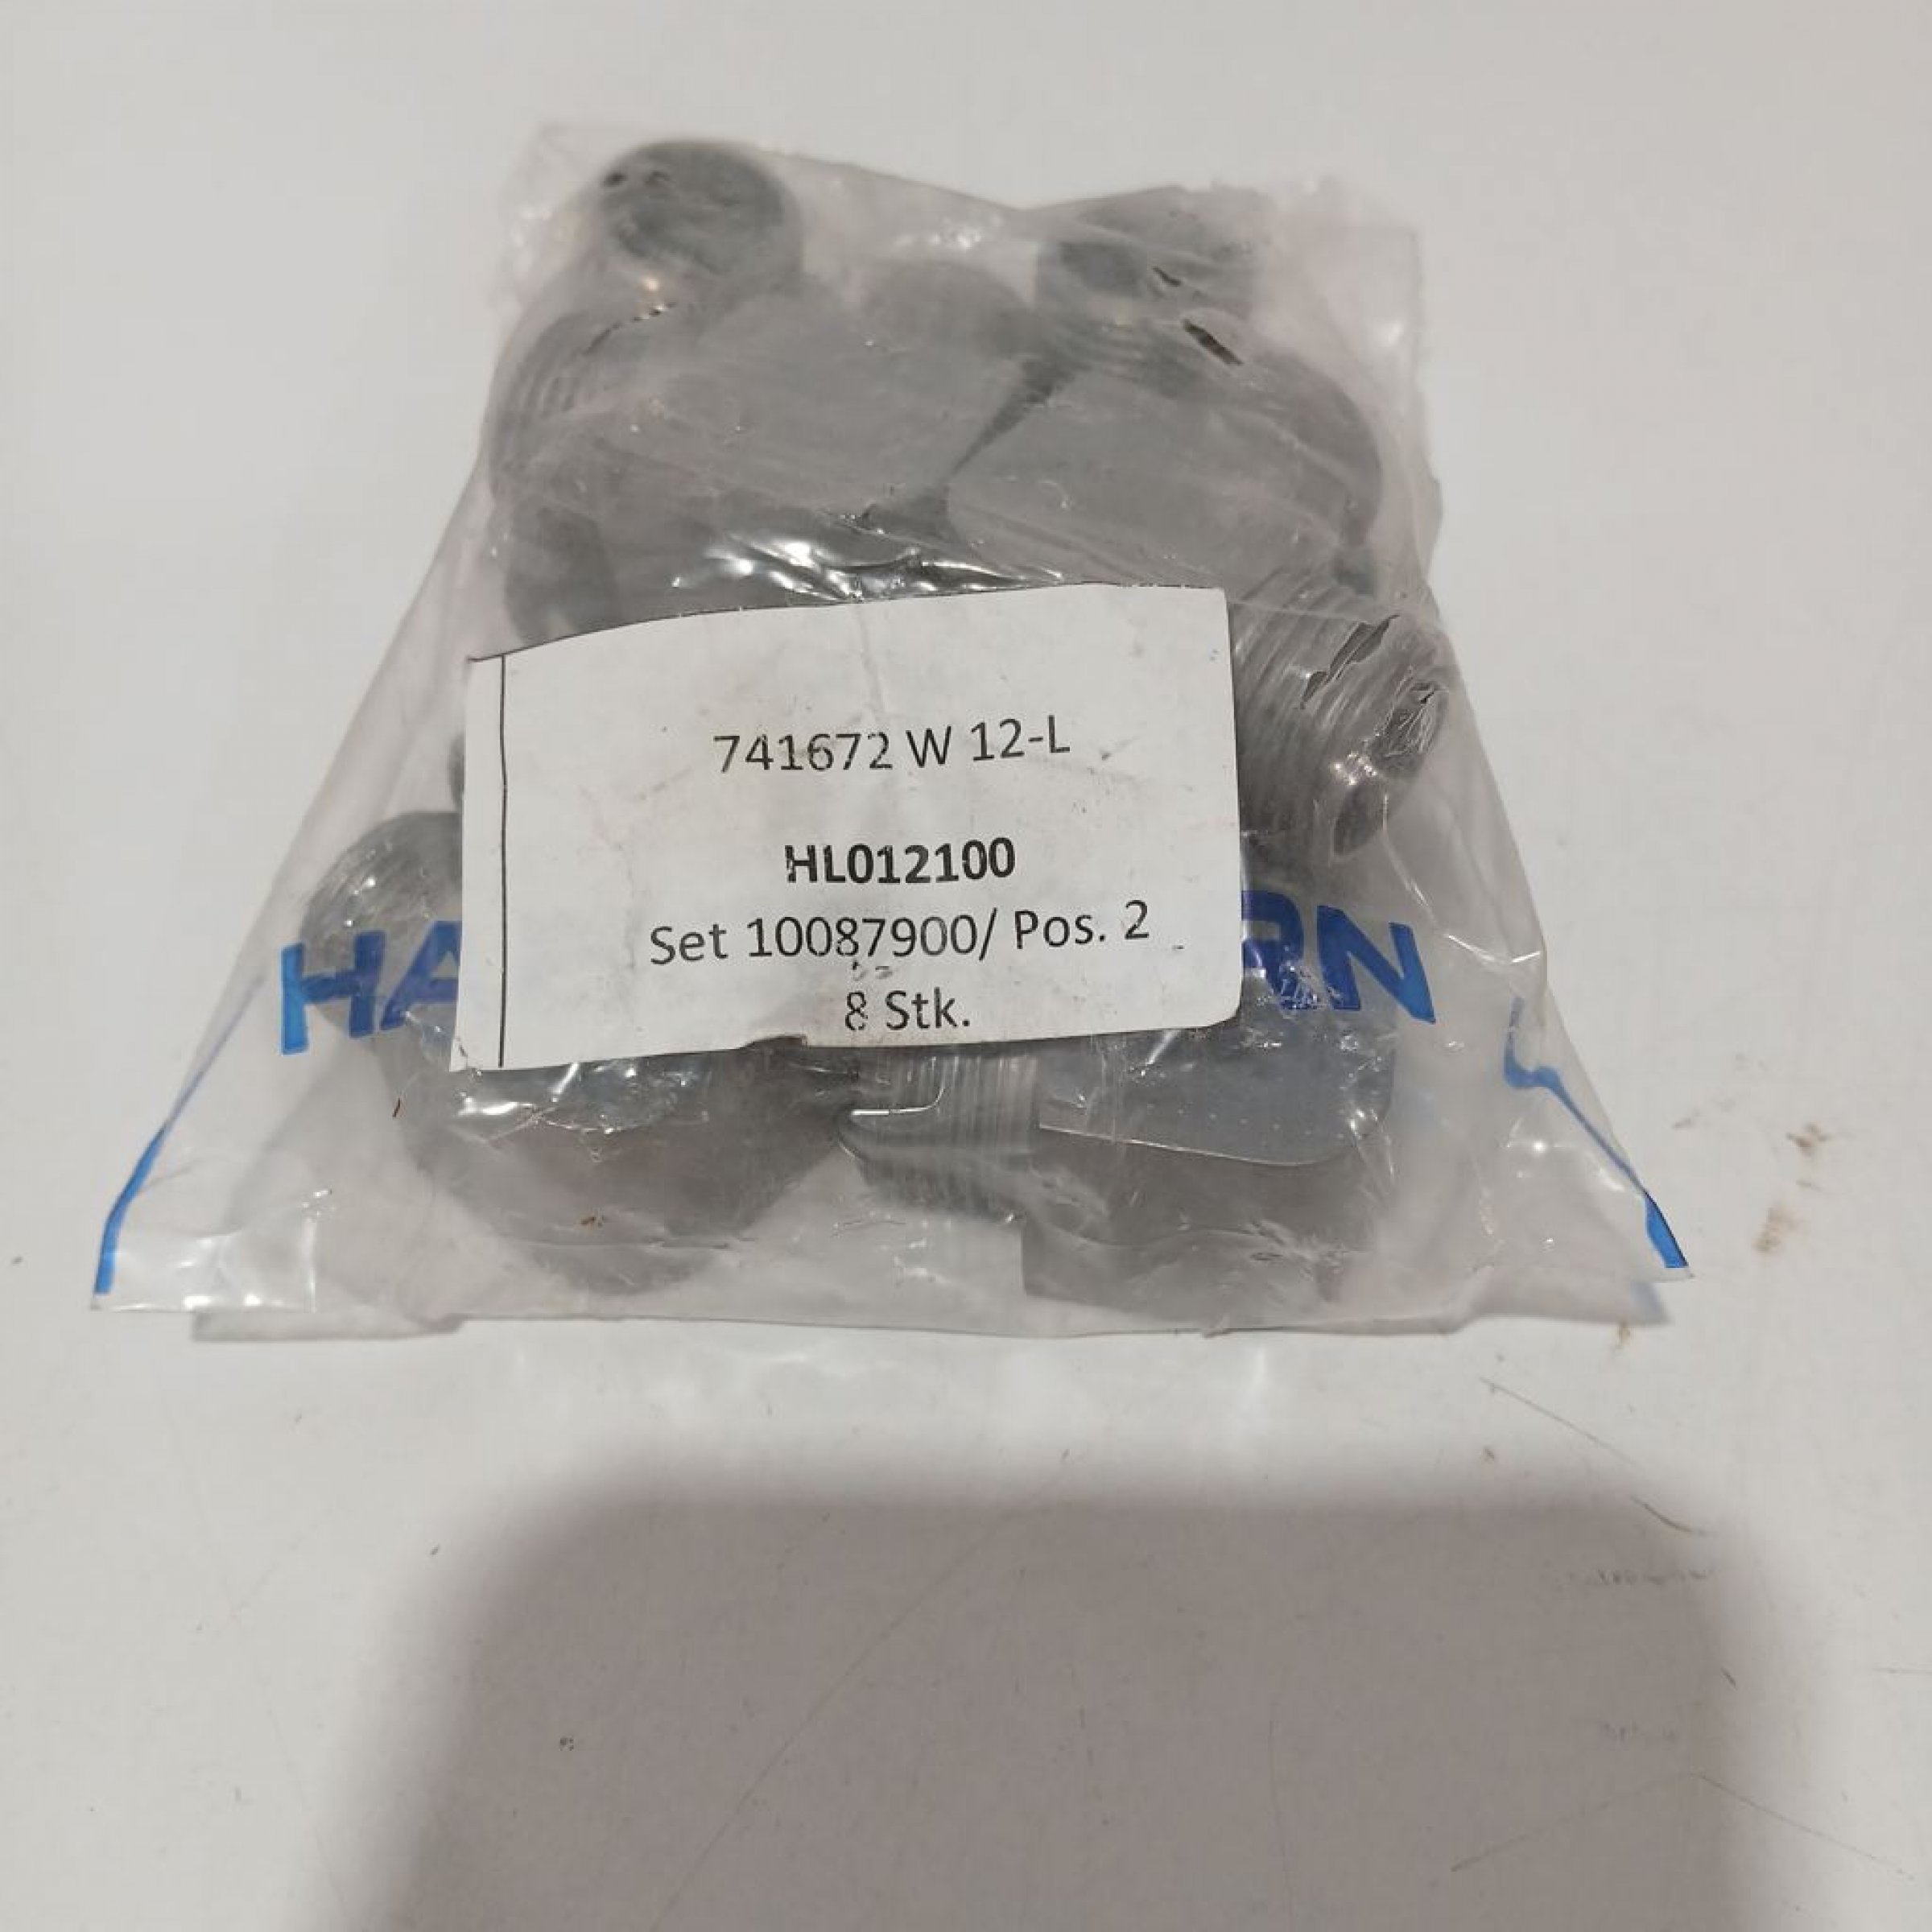 741672 W 12-L
HL012100
Set 10087900/ Pos. 2
8 Stk.